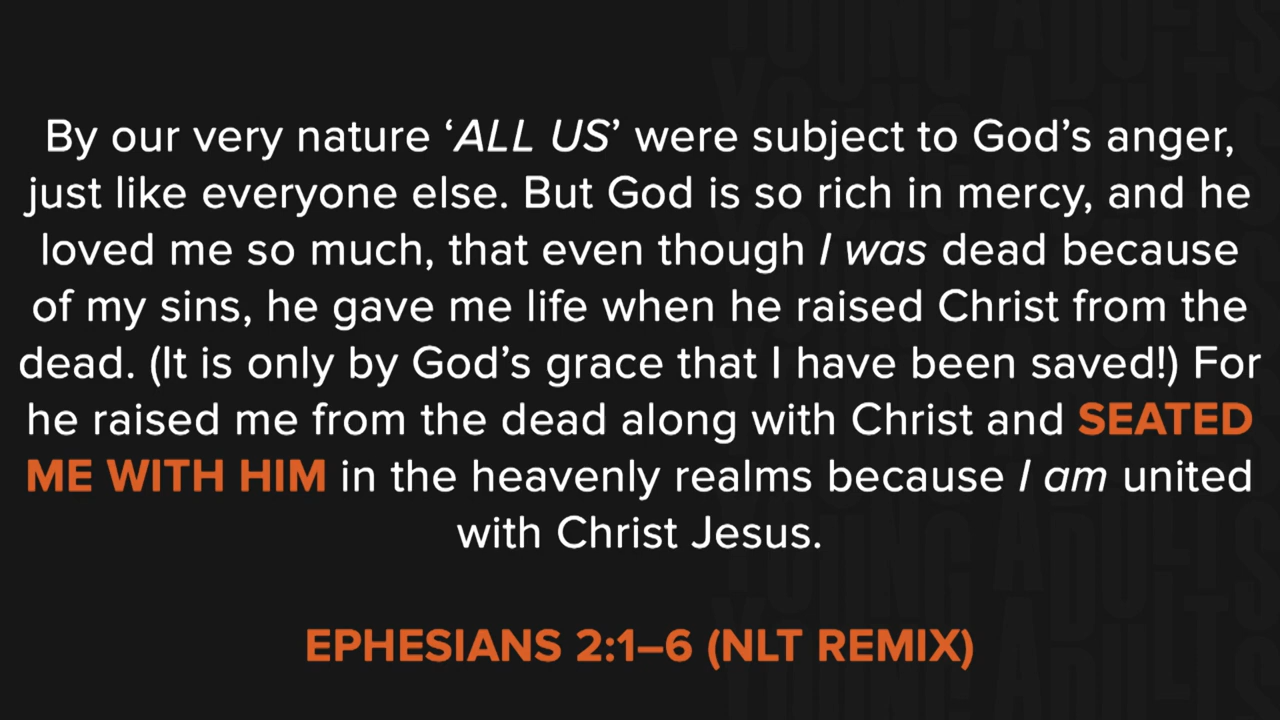 By our very nature ‘ALL US’ were subject to God’s anger,
just like everyone else. But God is so rich in mercy, and he
loved me so much, that even though I was dead because
of my sins, he gave me life when he raised Christ from the
dead. (It is only by God’s grace that I have been saved!) For
he raised me from the dead along with Christ and SEATED
ME WITH HIM in the heavenly realms because I am united
with Christ Jesus.
EPHESIANS 2:1–6 (NLT REMIX)